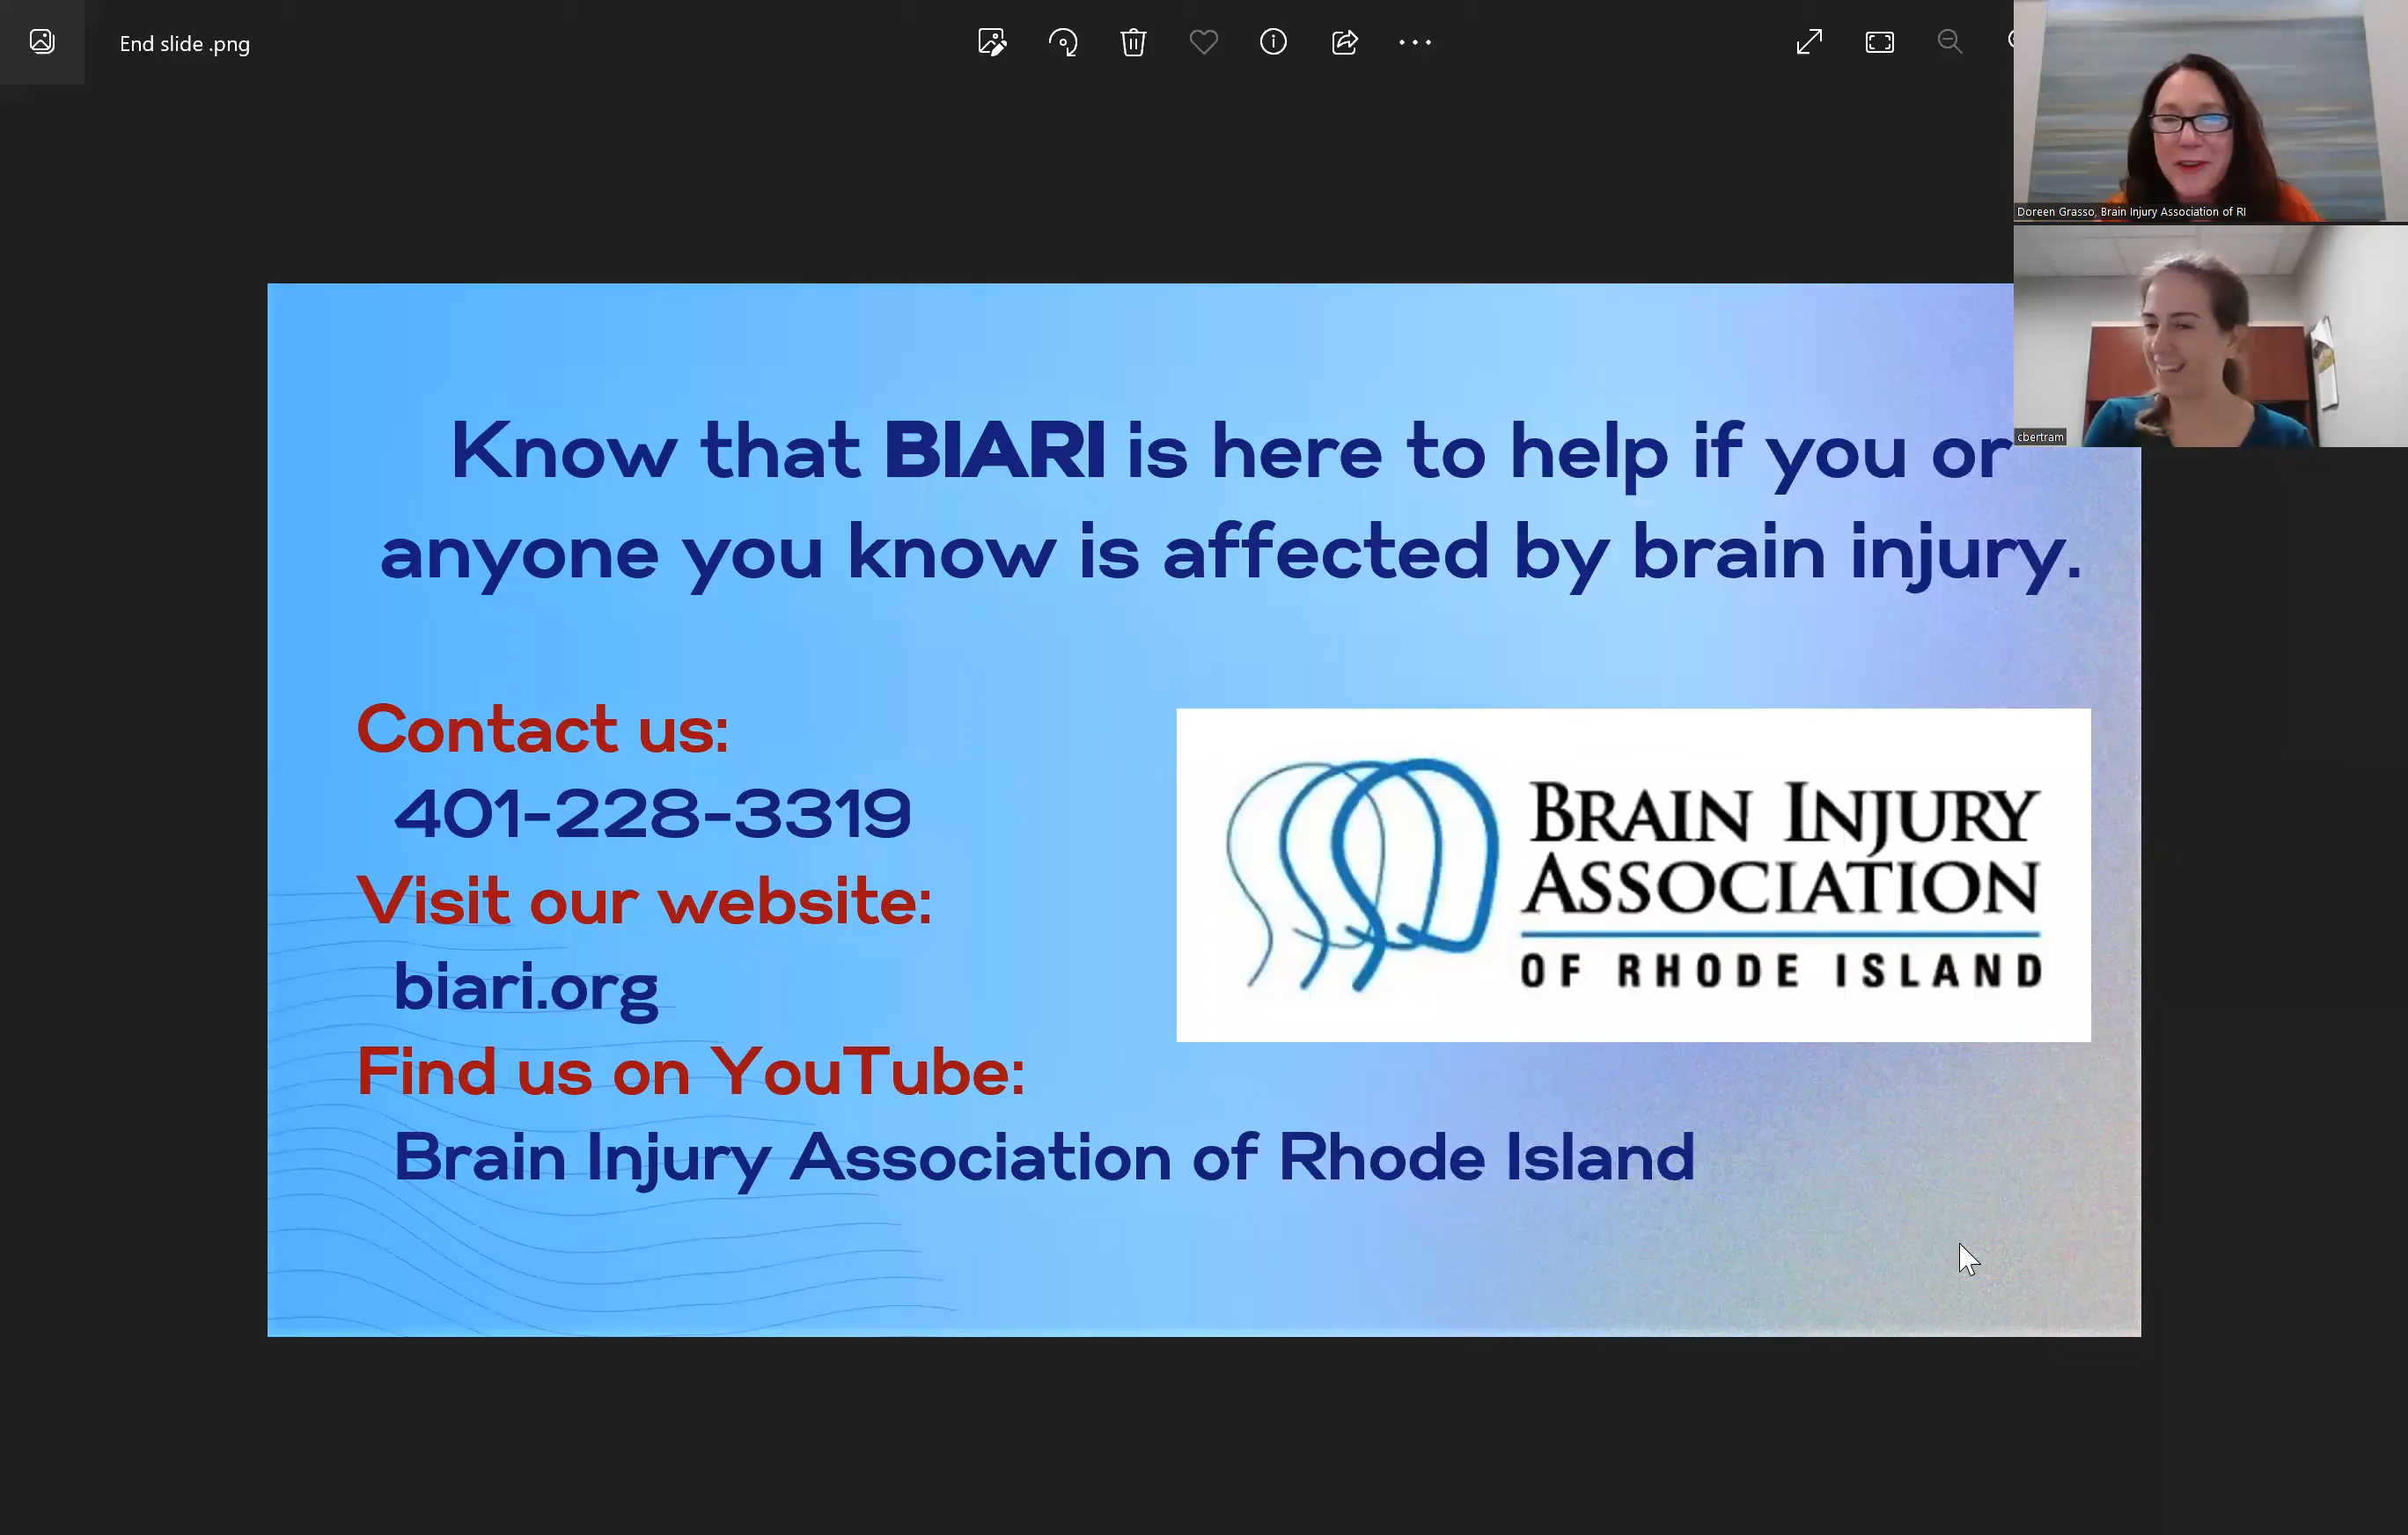 End slide .png
Doreen Grasso, Brain Injury Association of RI
cbertram
Know that BIARI is here to help if you or
anyone you know is affected by brain injury.
Contact us:
401-228-3319
Visit our website:
biari.org
Find us on YouTube:
Brain Injury Association of Rhode Island
BRAIN INJURY
ASSOCIATION
OF RHODE ISLAND